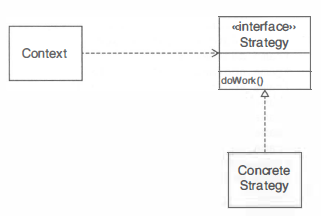 Context
«interface»
Strategy
doWork()
Concrete
Strategy